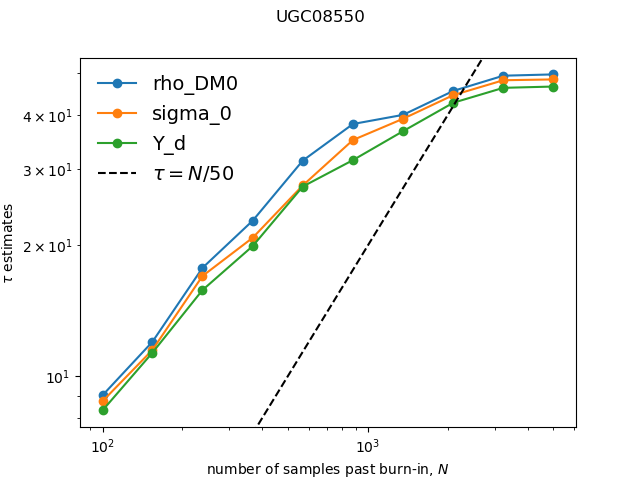 UGC08550
rho_DM0
sigma_0
Y_d
τ = N/50
4 × 10¹
3 × 10¹
2 × 10¹
10¹
τ estimates
10² 10³
number of samples past burn-in, N